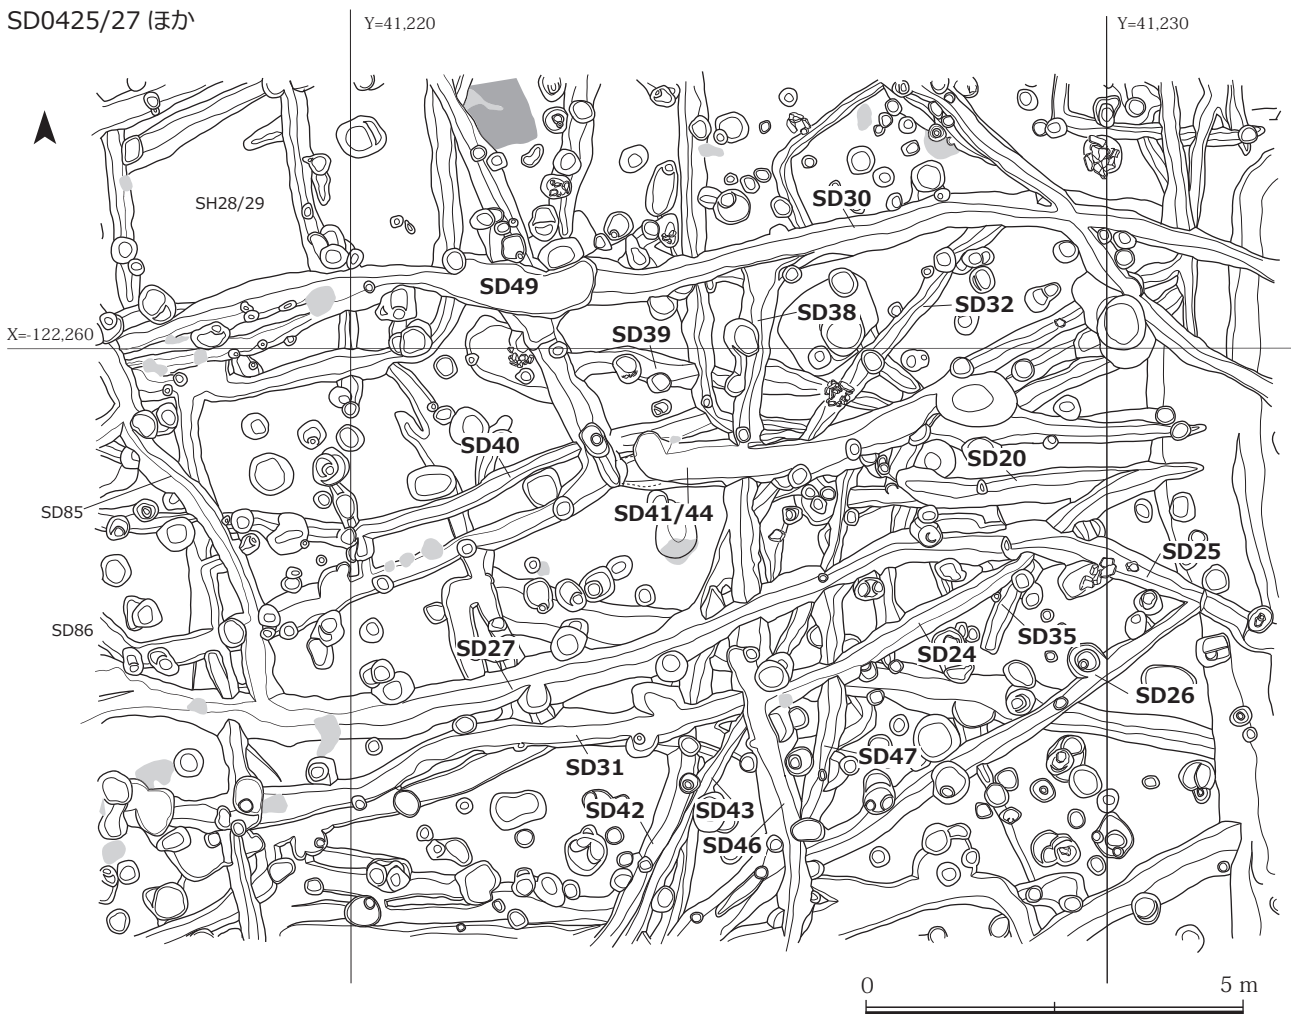 SD0425/27 ほか
Y=41,220
Y=41,230
SH28/29
SD30
SD49
SD38
SD32
X=-122,260
SD39
SD40
SD20
SD85
SD41/44
SD25
SD86
SD27
SD24
SD35
SD26
SD31
SD47
SD42
SD43
SD46
0
5 m